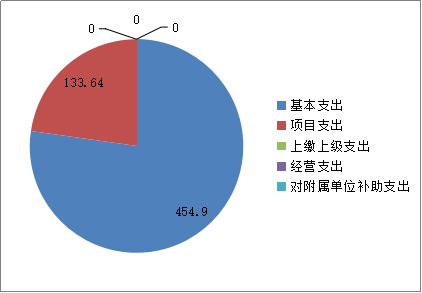 0
0
0
133.64
454.9
基本支出
项目支出
上缴上级支出
经营支出
对附属单位补助支出